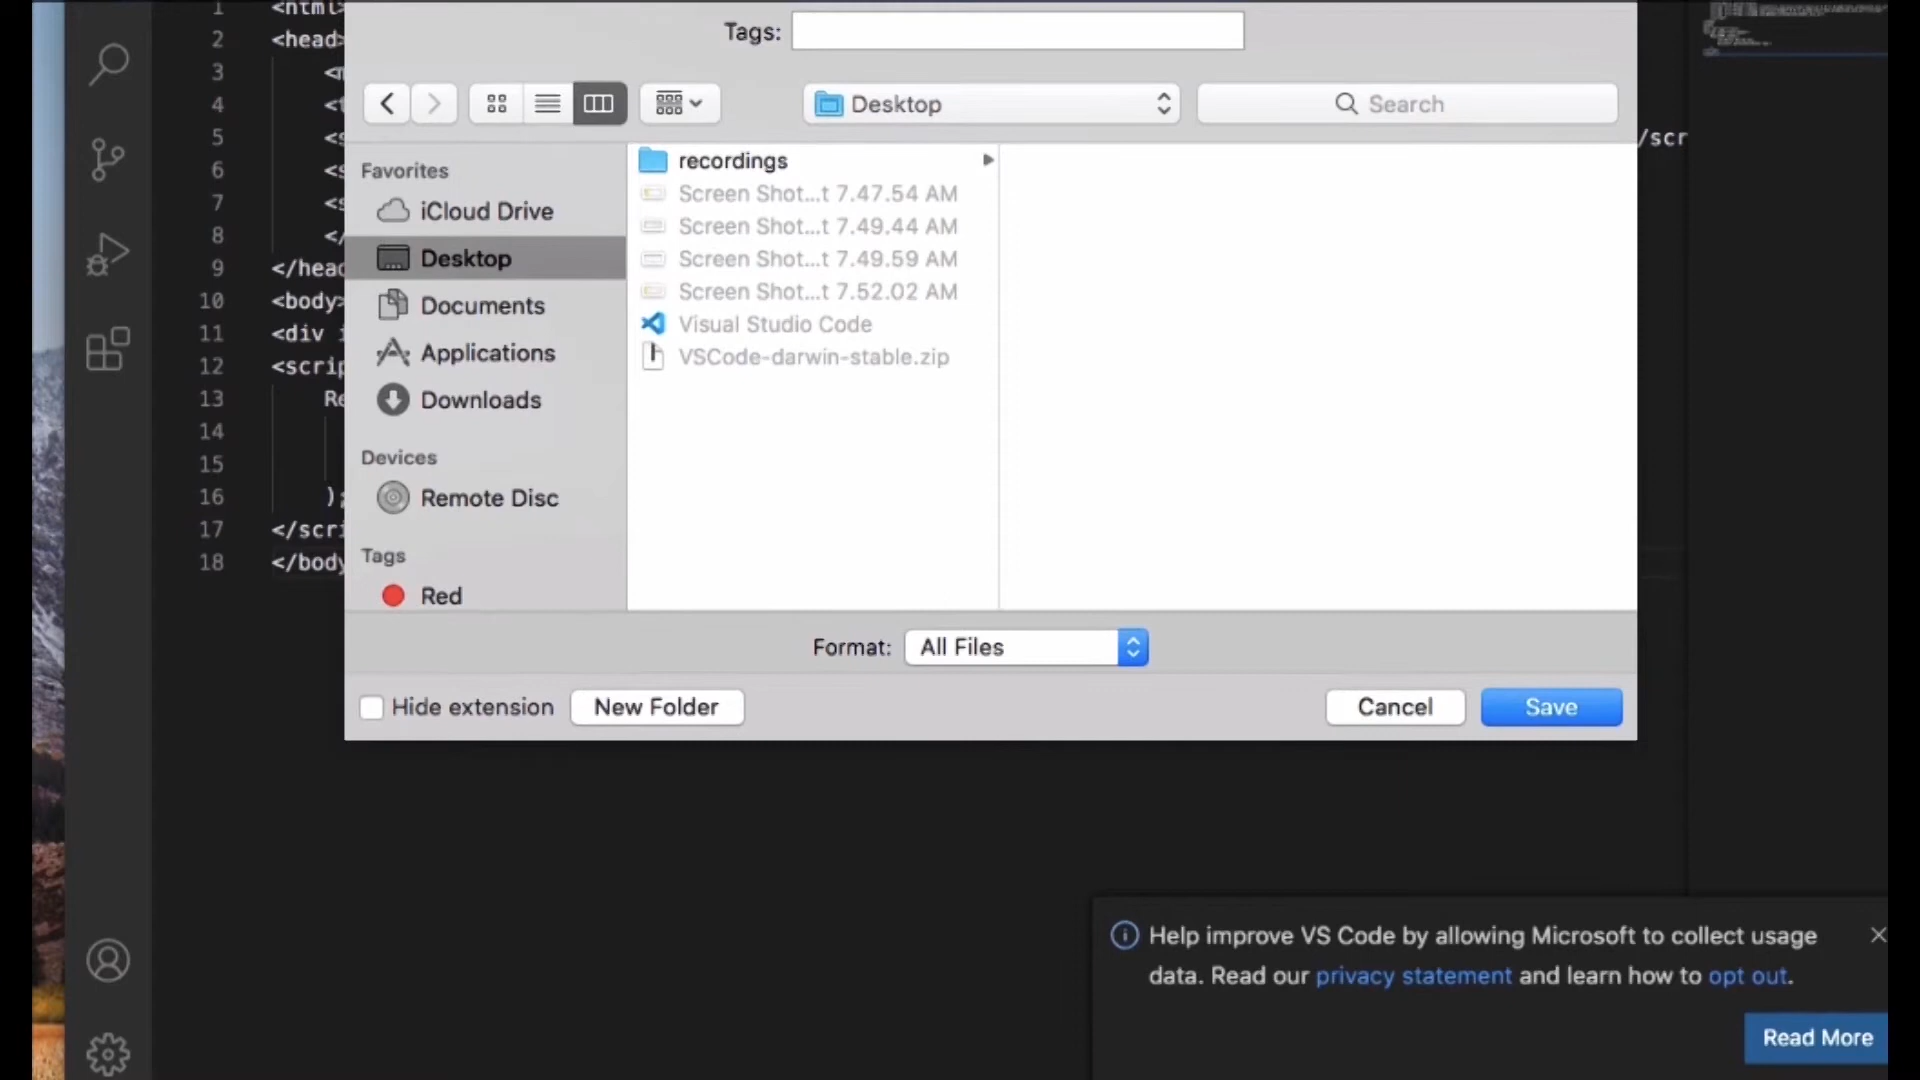 1 <html>
Tags:
2 <head>
3
4 <t
Desktop
Search
5 <s /scr
6 <s
7 <s
8 </
9 </head
10 <body>
11 <div i
12 <scrip
13 Re
14
15
16 );
17 </scri
18 </body
Favorites
iCloud Drive
Desktop
Documents
Applications
Downloads
Devices
Remote Disc
Tags
Red
recordings
Screen Shot...t 7.47.54 AM
Screen Shot...t 7.49.44 AM
Screen Shot...t 7.49.59 AM
Screen Shot...t 7.52.02 AM
Visual Studio Code
VSCode-darwin-stable.zip
Format: All Files
Hide extension New Folder Cancel Save
Help improve VS Code by allowing Microsoft to collect usage
data. Read our privacy statement and learn how to opt out.
Read More